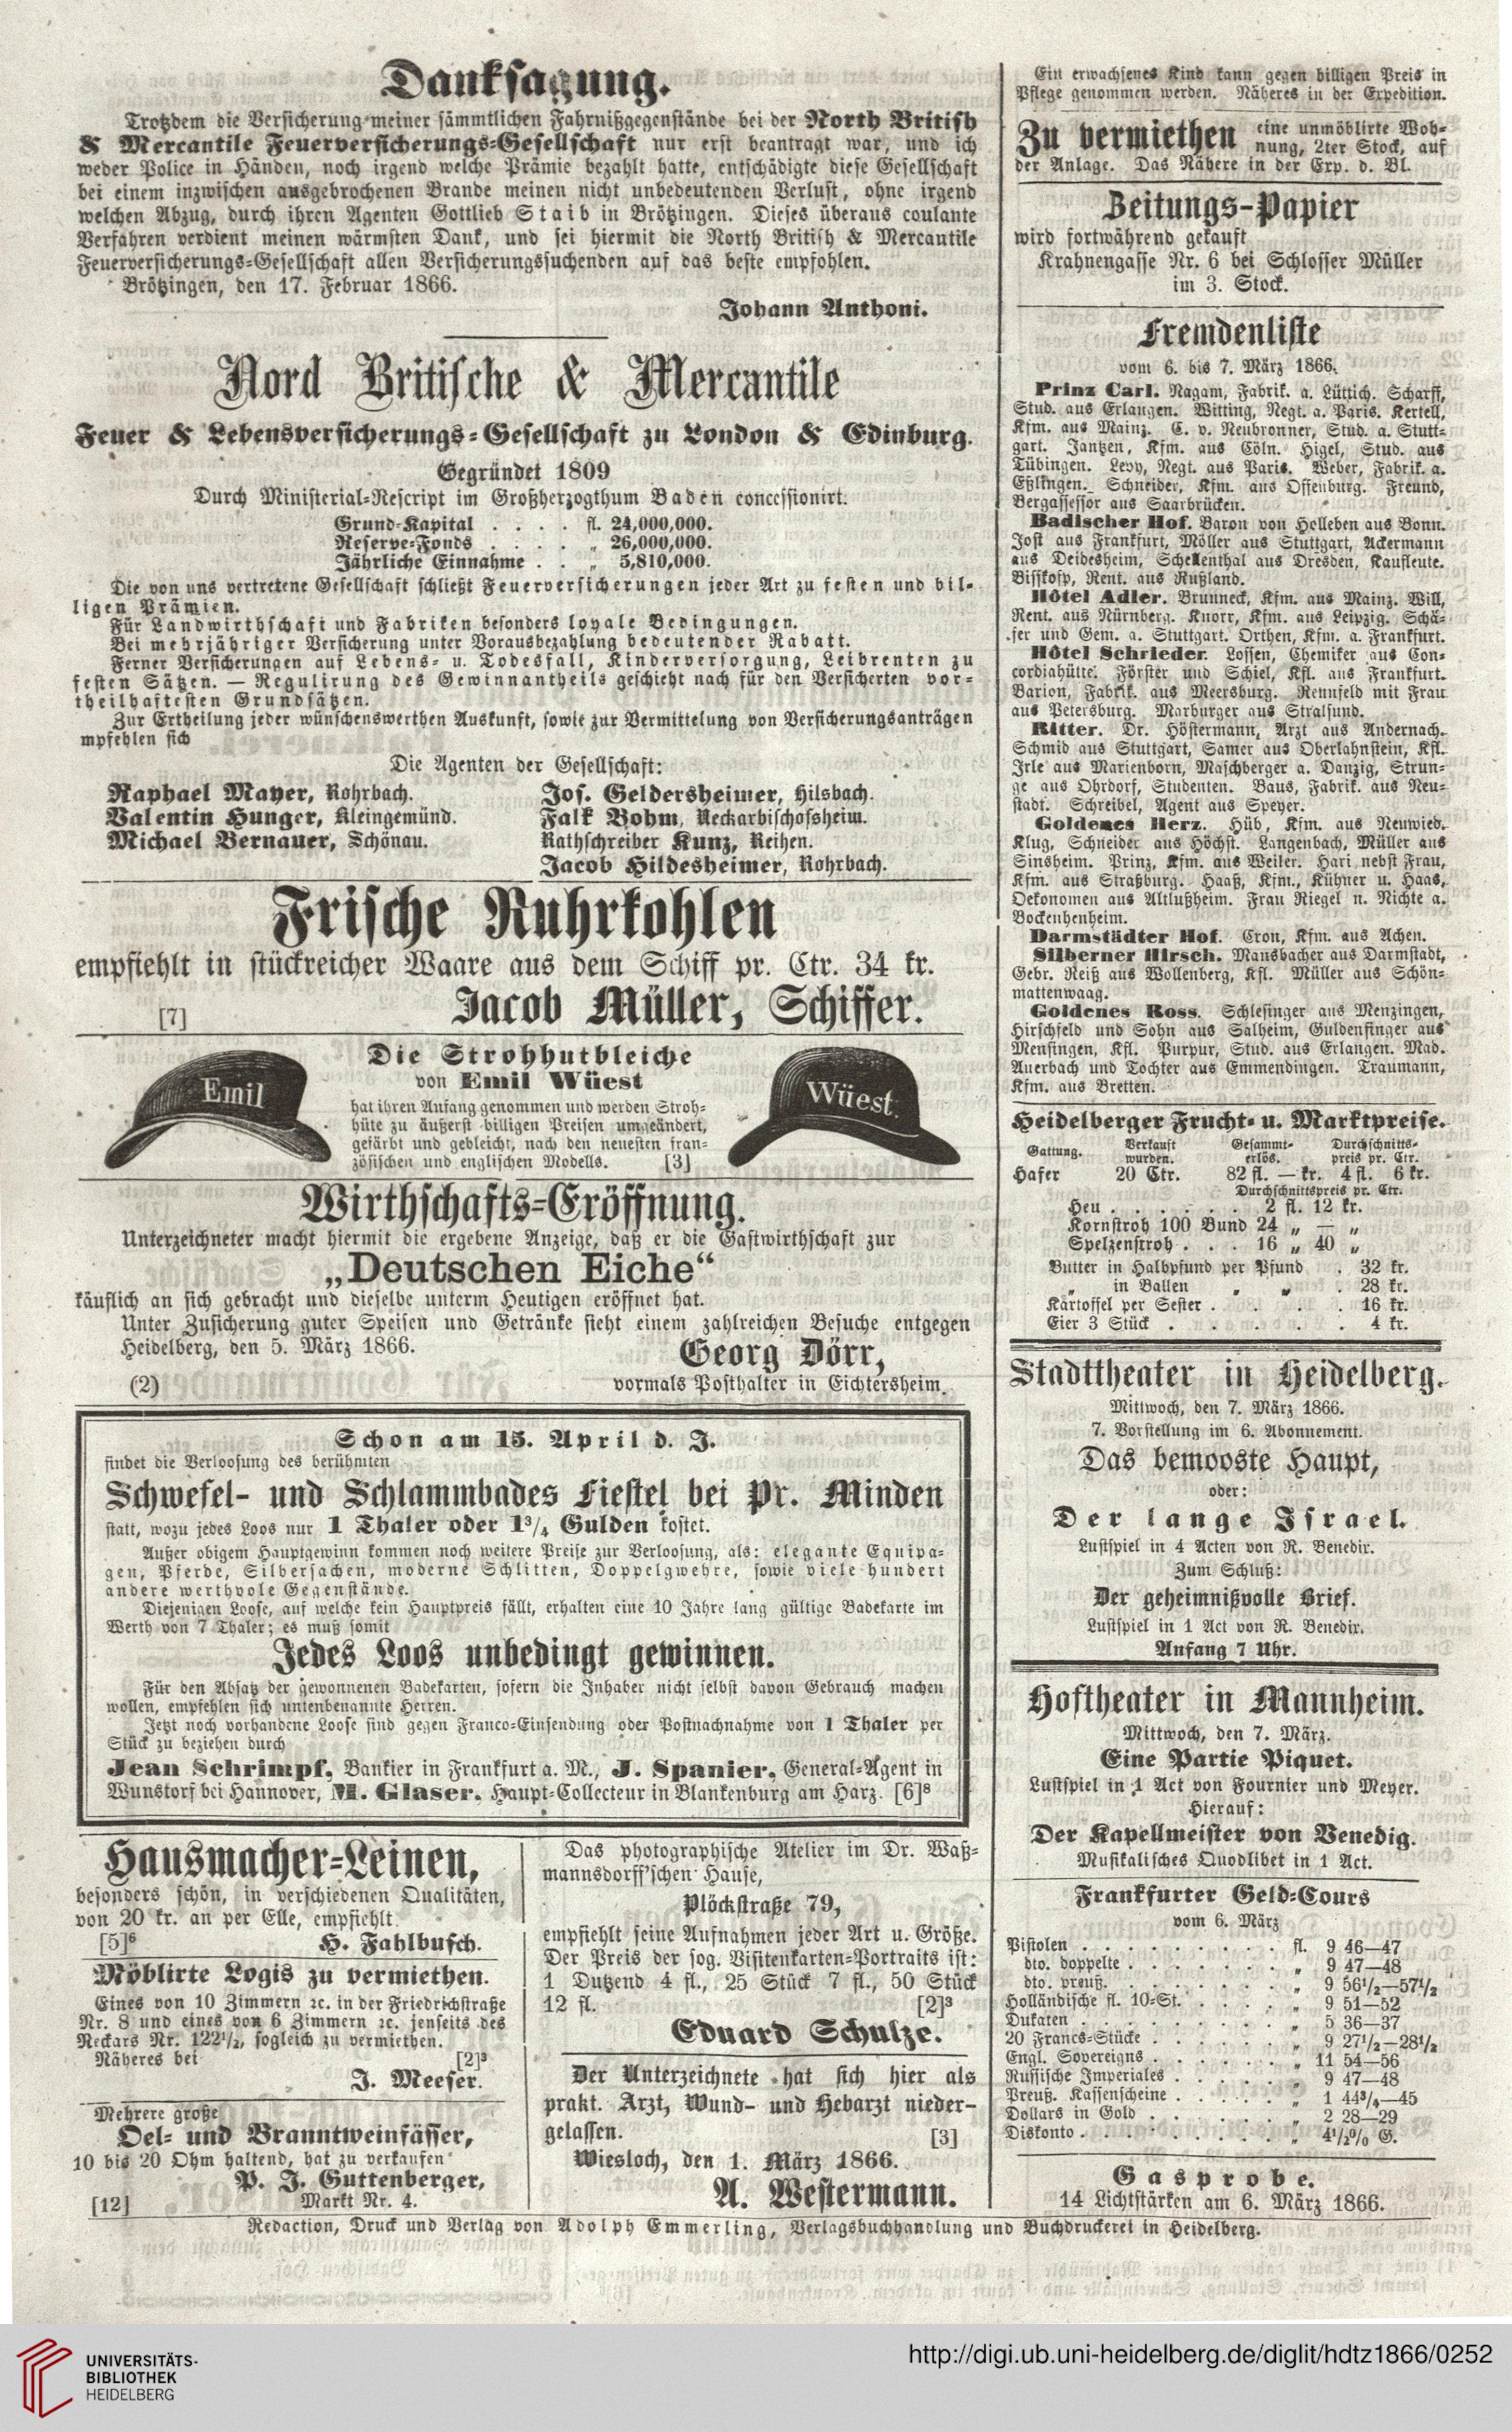 Danksagung.
Trotzdem die Versicherung meiner sämmtlichen Fahrnißgegenstände bei der North British
& Mercantile Feuerversicherungs-Gesellschaft nur erst beantragt war, und ich
weder Police in Händen, noch irgend welche Prämie bezahlt hatte, entschädigte diese Gesellschaft
bei einem inzwischen ausgebrochenen Brande meinen nicht unbedeutenden Verlust, ohne irgend
welchen Abzug, durch ihren Agenten Gottlieb Staib in Brötzingen. Dieses überaus coulante
Verfahren verdient meinen wärmsten Dank, und sei hiermit die North British & Mercantile
Feuerversicherungs-Gesellschaft allen Versicherungssuchenden auf das beste empfohlen.
Brötzingen, den 17. Februar 1866.
Johann Anthoni.
Nord Britische & Mercantile
Feuer & Lebensversicherungs-Gesellschaft zu London & Edinburg.
Gegründet 1809
Durch Ministerial-Rescript im Großherzogthum Baden concessionirt.
Grund-Kapital . . . . fl. 24,000,000.
Reserve-Fonds . . . . „ 26,000,000.
Jährliche Einnahme . . „ 5,810,000.
Die von uns vertretene Gesellschaft schließt Feuerversicherungen jeder Art zu festen und bil-
ligen Prämien.
Für Landwirthschaft und Fabriken besonders loyale Bedingungen.
Bei mehrjähriger Versicherung unter Vorausbezahlung bedeutender Rabatt.
Ferner Versicherungen auf Lebens- u. Todesfall, Kinderversorgung, Leibrenten zu
festen Sätzen. — Regulirung des Gewinnantheils geschieht nach für den Versicherten vor-
theilhaftesten Grundsätzen.
Zur Ertheilung jeder wünschenswerthen Auskunft, sowie zur Vermittelung von Versicherungsanträgen
mpfehlen sich
Die Agenten der Gesellschaft:
Raphael Mayer, Rohrbach.
Valentin Hunger, Kleingemünd.
Michael Bernauer, Schönau.
Jos. Geldersheimer, Hilsbach.
Falk Bohm, Neckarbischofsheim.
Rathschreiber Kunz, Reihen.
Jacob Hildesheimer, Rohrbach.
Frische Ruhrkohlen
empfiehlt in stückreicher Waare aus dem Schiff pr. Ctr. 34 kr.
[7] Jacob Müller, Schiffer.
Emil
Die Strohhutbleiche
von Emil Wüest
hat ihren Anfang genommen und werden Stroh-
hüte zu äußerst billigen Preisen umgeändert,
gefärbt und gebleicht, nach den neuesten fran-
zösischen und englischen Modells. [3]
Wüest.
Wirthschafts-Eröffnung.
Unterzeichneter macht hiermit die ergebene Anzeige, daß er die Gastwirthschaft zur
„Deutschen Eiche“
käuflich an sich gebracht und dieselbe unterm Heutigen eröffnet hat.
Unter Zusicherung guter Speisen und Getränke sieht einem zahlreichen Besuche entgegen
Heidelberg, den 5. März 1866.
Georg Dörr,
(2) vormals Posthalter in Eichtersheim.
Schon am 15. April d. J.
findet die Verloosung des berühmten
Schwefel- und Schlammbades Fiestel bei Pr. Minden
statt, wozu jedes Loos nur 1 Thaler oder 1³/₄ Gulden kostet.
Außer obigem Hauptgewinn kommen noch weitere Preise zur Verloosung, als: elegante Equipa-
gen, Pferde, Silbersachen, moderne Schlitten, Doppelgwehre, sowie viele hundert
andere werthvole Gegenstände.
Diejenigen Loose, auf welche kein Hauptpreis fällt, erhalten eine 10 Jahre lang gültige Badekarte im
Werth von 7 Thaler; es muß somit
Jedes Loos unbedingt gewinnen.
Für den Absatz der gewonnenen Badekarten, sofern die Inhaber nicht selbst davon Gebrauch machen
wollen, empfehlen sich untenbenannte Herren.
Jetzt noch vorhandene Loose sind gegen Franco-Einsendung oder Postnachnahme von 1 Thaler per
Stück zu beziehen durch
Jean Schrimpf, Bankier in Frankfurt a. M., J. Spanier, General-Agent in
Wunstorf bei Hannover, M. Glaser, Haupt-Collecteur in Blankenburg am Harz. [6]⁸
Hausmacher-Leinen,
besonders schön, in verschiedenen Qualitäten,
von 20 kr. an per Elle, empfiehlt
[5]⁶ H. Fahlbusch.
Möblirte Logis zu vermiethen.
Eines von 10 Zimmern ꝛc. in der Friedrichstraße
Nr. 8 und eines von 6 Zimmern ꝛc. jenseits des
Neckars Nr. 122¹/₂, sogleich zu vermiethen.
Näheres bei [2]³
J. Meeser.
Mehrere große
Oel- und Branntweinfässer,
10 bis 20 Ohm haltend, hat zu verkaufen
P. J. Guttenberger,
[12] Markt Nr. 4.
Das photographische Atelier im Dr. Waß-
mannsdorff'schen Hause,
Plöckstraße 79,
empfiehlt seine Aufnahmen jeder Art u. Größe.
Der Preis der sog. Visitenkarten-Portraits ist:
1 Dutzend 4 fl., 25 Stück 7 fl., 50 Stück
12 fl. [2]³
Eduard Schulze.
Der Unterzeichnete hat sich hier als
prakt. Arzt, Wund- und Hebarzt nieder-
gelassen. [3]
Wiesloch, den 1. März 1866.
A. Westermann.
Ein erwachsenes Kind kann gegen billigen Preis in
Pflege genommen werden. Näheres in der Expedition.
Zu vermiethen eine unmöblirte Woh-
nung, 2ter Stock, auf
der Anlage. Das Nähere in der Exp. d. Bl.
Zeitungs-Papier
wird fortwährend gekauft
Krahnengasse Nr. 6 bei Schlosser Müller
im 3. Stock.
Fremdenliste
vom 6. bis 7. März 1866.
Prinz Carl. Nagam, Fabrik. a. Lüttich. Scharff,
Stud. aus Erlangen. Witting, Negt. a. Paris. Kertell,
Kfm. aus Mainz. C. v. Neubronner, Stud. a. Stutt-
gart. Jantzen, Kfm. aus Cöln. Higel, Stud. aus
Tübingen. Levy, Negt. aus Paris. Weber, Fabrik. a.
Eßlingen. Schneider, Kfm. aus Offenburg. Freund,
Bergassessor aus Saarbrücken.
Badischer Hof. Baron von Helleben aus Bonn.
Jost aus Frankfurt, Möller aus Stuttgart, Ackermann
aus Deidesheim, Schellenthal aus Dresden, Kaufleute.
Bisskofp, Rent. aus Rußland.
Hôtel Adler. Brunneck, Kfm. aus Mainz. Will,
Rent. aus Nürnberg. Knorr, Kfm. aus Leipzig. Schä-
fer und Gem. a. Stuttgart. Orthen, Kfm. a. Frankfurt.
Hôtel Schrieder. Lossen, Chemiker aus Con-
cordiahütte. Förster und Schiel, Kfl. aus Frankfurt.
Barion, Fabrik. aus Meersburg. Rennfeld mit Frau
aus Petersburg. Marburger aus Stralsund.
Ritter. Dr. Höstermann, Arzt aus Andernach.
Schmid aus Stuttgart, Samer aus Oberlahnstein, Kfl.
Irle aus Marienborn, Maschberger a. Danzig, Strun-
ge aus Ohrdorf, Studenten. Baus, Fabrik. aus Neu-
stadt. Schreibel, Agent aus Speyer.
Goldenes Herz. Hüb, Kfm. aus Neuwied.
Klug, Schneider aus Höchst. Langenbach, Müller aus
Sinsheim. Prinz, Kfm. aus Weiler. Hari nebst Frau,
Kfm. aus Straßburg. Haaß, Kfm., Kühner u. Haas,
Oekonomen aus Altlußheim. Frau Riegel n. Nichte a.
Bockenhenheim.
Darmstädter Hof. Cron, Kfm. aus Achen.
Silberner Hirsch. Mansbacher aus Darmstadt,
Gebr. Reiß aus Wollenberg, Kfl. Müller aus Schön-
mattenwaag.
Goldenes Ross. Schlesinger aus Menzingen,
Hirschfeld und Sohn aus Salheim, Guldenfinger aus
Mensingen, Kfl. Purpur, Stud. aus Erlangen. Mad.
Auerbach und Tochter aus Emmendingen. Traumann,
Kfm. aus Bretten.
Heidelberger Frucht- u. Marktpreise.
Gattung. Verkauft wurden. Gesammt-erlös. Durchschnitts-preis pr. Ctr.
Hafer 20 Ctr. 82 fl. — kr. 4 fl. 6 kr.
Durchschnittspreis pr. Ctr.
Heu . . . . . . 2 fl. 12 kr.
Kornstroh 100 Bund 24 „ — „
Spelzenstroh . . . 16 „ 40 „
Butter in Halbpfund per Pfund . 32 kr.
„ in Ballen „ „ . 28 kr.
Kartoffel per Sester . . . . 16 kr.
Eier 3 Stück . . . . . 4 kr.
Stadttheater in Heidelberg.
Mittwoch, den 7. März 1866.
7. Vorstellung im 6. Abonnement.
Das bemooste Haupt,
oder:
Der lange Israel.
Lustspiel in 4 Acten von R. Benedix.
Zum Schluß:
Der geheimnißvolle Brief.
Lustspiel in 1 Act von R. Benedix.
Anfang 7 Uhr.
Hoftheater in Mannheim.
Mittwoch, den 7. März.
Eine Partie Piquet.
Lustspiel in 1 Act von Fournier und Meyer.
Hierauf:
Der Kapellmeister von Venedig.
Musikalisches Quodlibet in 1 Act.
Frankfurter Geld-Cours
vom 6. März
Pistolen . . . . . . . . fl. 9 46—47
dto. doppelte . . . . . . . „ 9 47—48
dto. preuß. . . . . . . . „ 9 56¹/₂—57¹/₂
Holländische fl. 10-St. . . . . . „ 9 51—52
Dukaten . . . . . . . . „ 5 36—37
20 Francs-Stücke . . . . . . „ 9 27¹/₂—28¹/₂
Engl. Sovereigns . . . . . . „ 11 54—56
Russische Imperiales . . . . . „ 9 47—48
Preuß. Kassenscheine . . . . . „ 1 44³/₄—45
Dollars in Gold . . . . . . „ 2 28—29
Diskonto . . . . . . . . „ 4¹/₂% G.
Gasprobe.
14 Lichtstärken am 6. März 1866.
Redaction, Druck und Verlag von Adolph Emmerling, Verlagsbuchhandlung und Buchdruckerei in Heidelberg.
UNIVERSITÄTS-
BIBLIOTHEK
HEIDELBERG
http://digi.ub.uni-heidelberg.de/diglit/hdtz1866/0252